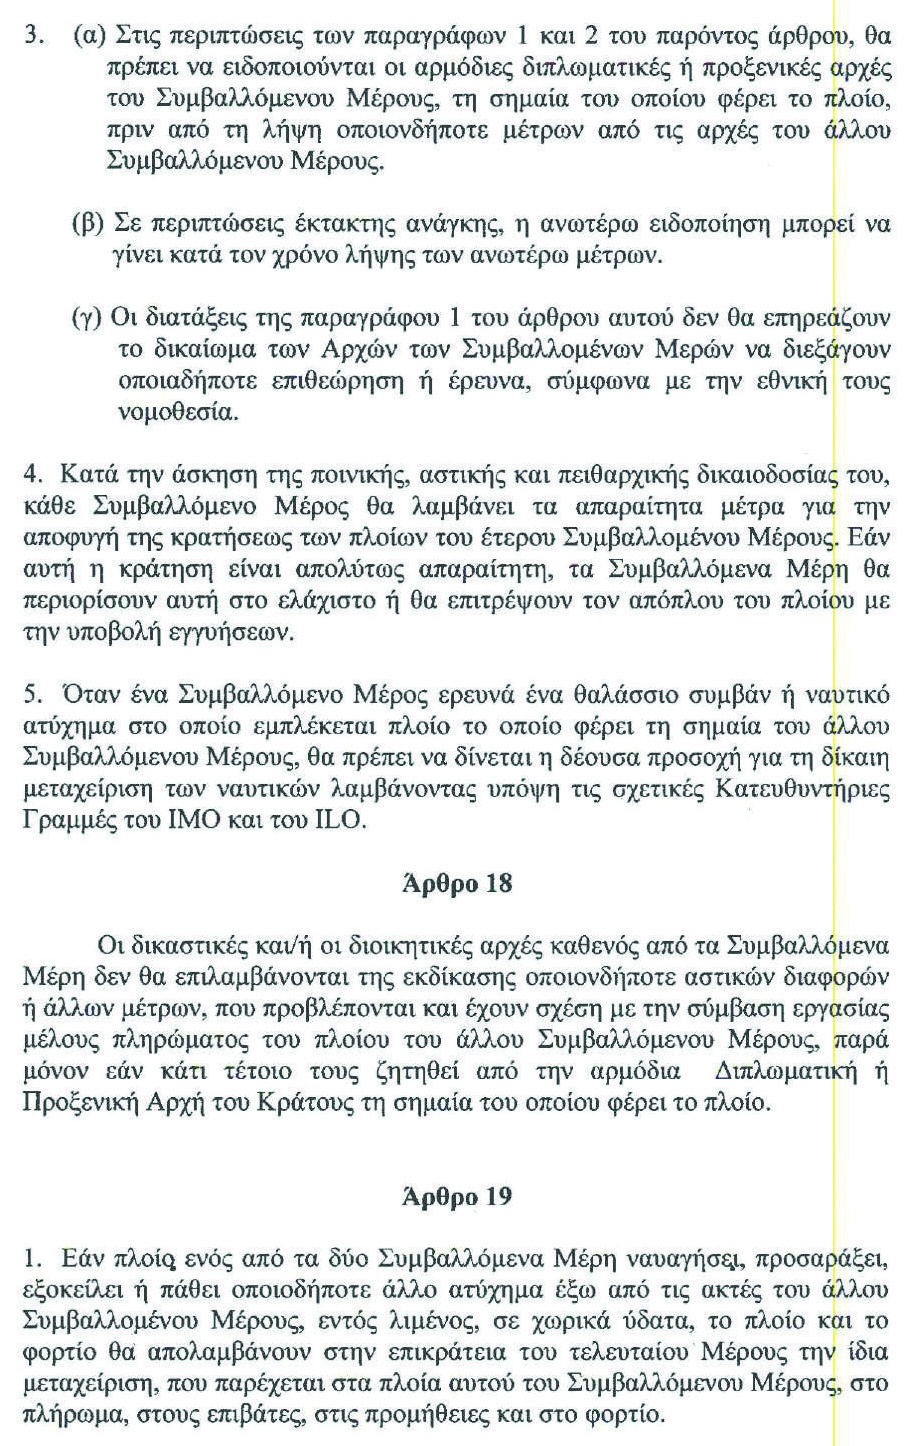 3. (α) Στις περιπτώσεις των παραγράφων 1 και 2 του παρόντος άρθρου, θα
πρέπει να ειδοποιούνται οι αρμόδιες διπλωματικές ή προξενικές αρχές
του Συμβαλλόμενου Μέρους, τη σημαία του οποίου φέρει το πλοίο,
πριν από τη λήψη οποιονδήποτε μέτρων από τις αρχές του άλλου
Συμβαλλόμενου Μέρους.
(β) Σε περιπτώσεις έκτακτης ανάγκης, η ανωτέρω ειδοποίηση μπορεί να
γίνει κατά τον χρόνο λήψης των ανωτέρω μέτρων.
(γ) Οι διατάξεις της παραγράφου 1 του άρθρου αυτού δεν θα επηρεάζουν
το δικαίωμα των Αρχών των Συμβαλλομένων Μερών να διεξάγουν
οποιαδήποτε επιθεώρηση ή έρευνα, σύμφωνα με την εθνική τους
νομοθεσία.
4. Κατά την άσκηση της ποινικής, αστικής και πειθαρχικής δικαιοδοσίας του,
κάθε Συμβαλλόμενο Μέρος θα λαμβάνει τα απαραίτητα μέτρα για την
αποφυγή της κρατήσεως των πλοίων του έτερου Συμβαλλομένου Μέρους. Εάν
αυτή η κράτηση είναι απολύτως απαραίτητη, τα Συμβαλλόμενα Μέρη θα
περιορίσουν αυτή στο ελάχιστο ή θα επιτρέψουν τον απόπλου του πλοίου με
την υποβολή εγγυήσεων.
5. Όταν ένα Συμβαλλόμενο Μέρος ερευνά ένα θαλάσσιο συμβάν ή ναυτικό
ατύχημα στο οποίο εμπλέκεται πλοίο το οποίο φέρει τη σημαία του άλλου
Συμβαλλόμενου Μέρους, θα πρέπει να δίνεται η δέουσα προσοχή για τη δίκαιη
μεταχείριση των ναυτικών λαμβάνοντας υπόψη τις σχετικές Κατευθυντήριες
Γραμμές του IMO και του ILO.
Άρθρο 18
Οι δικαστικές και/ή οι διοικητικές αρχές καθενός από τα Συμβαλλόμενα
Μέρη δεν θα επιλαμβάνονται της εκδίκασης οποιονδήποτε αστικών διαφορών
ή άλλων μέτρων, που προβλέπονται και έχουν σχέση με την σύμβαση εργασίας
μέλους πληρώματος του πλοίου του άλλου Συμβαλλόμενου Μέρους, παρά
μόνον εάν κάτι τέτοιο τους ζητηθεί από την αρμόδια Διπλωματική ή
Προξενική Αρχή του Κράτους τη σημαία του οποίου φέρει το πλοίο.
Άρθρο 19
1. Εάν πλοίο ενός από τα δύο Συμβαλλόμενα Μέρη ναυαγήσει, προσαράξει,
εξοκείλει ή πάθει οποιοδήποτε άλλο ατύχημα έξω από τις ακτές του άλλου
Συμβαλλομένου Μέρους, εντός λιμένος, σε χωρικά ύδατα, το πλοίο και το
φορτίο θα απολαμβάνουν στην επικράτεια του τελευταίου Μέρους την ίδια
μεταχείριση, που παρέχεται στα πλοία αυτού του Συμβαλλόμενου Μέρους, στο
πλήρωμα, στους επιβάτες, στις προμήθειες και στο φορτίο.